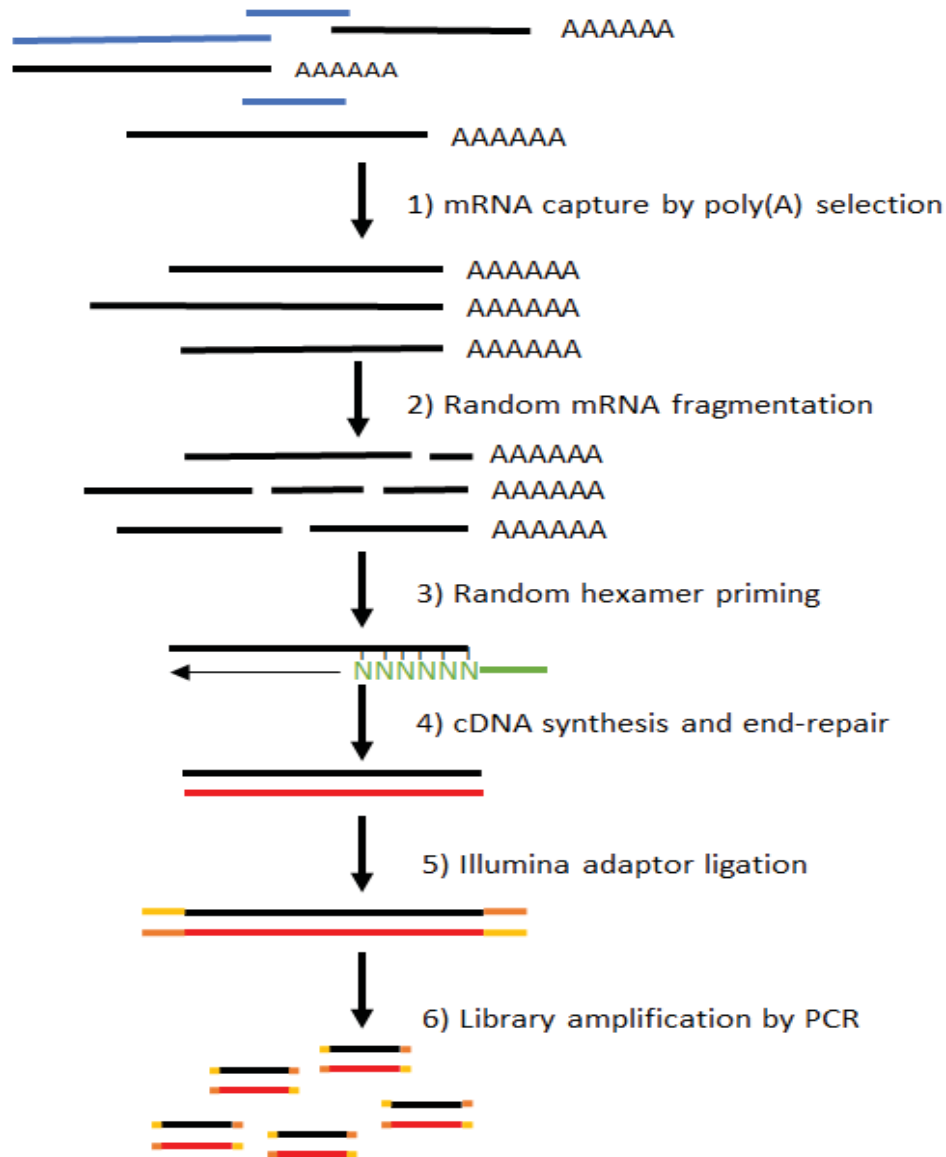 AAAAAA
AAAAAA
AAAAAA
1) mRNA capture by poly(A) selection
AAAAAA
AAAAAA
AAAAAA
2) Random mRNA fragmentation
AAAAAA
AAAAAA
AAAAAA
3) Random hexamer priming
NNNNNN
4) cDNA synthesis and end-repair
5) Illumina adaptor ligation
6) Library amplification by PCR